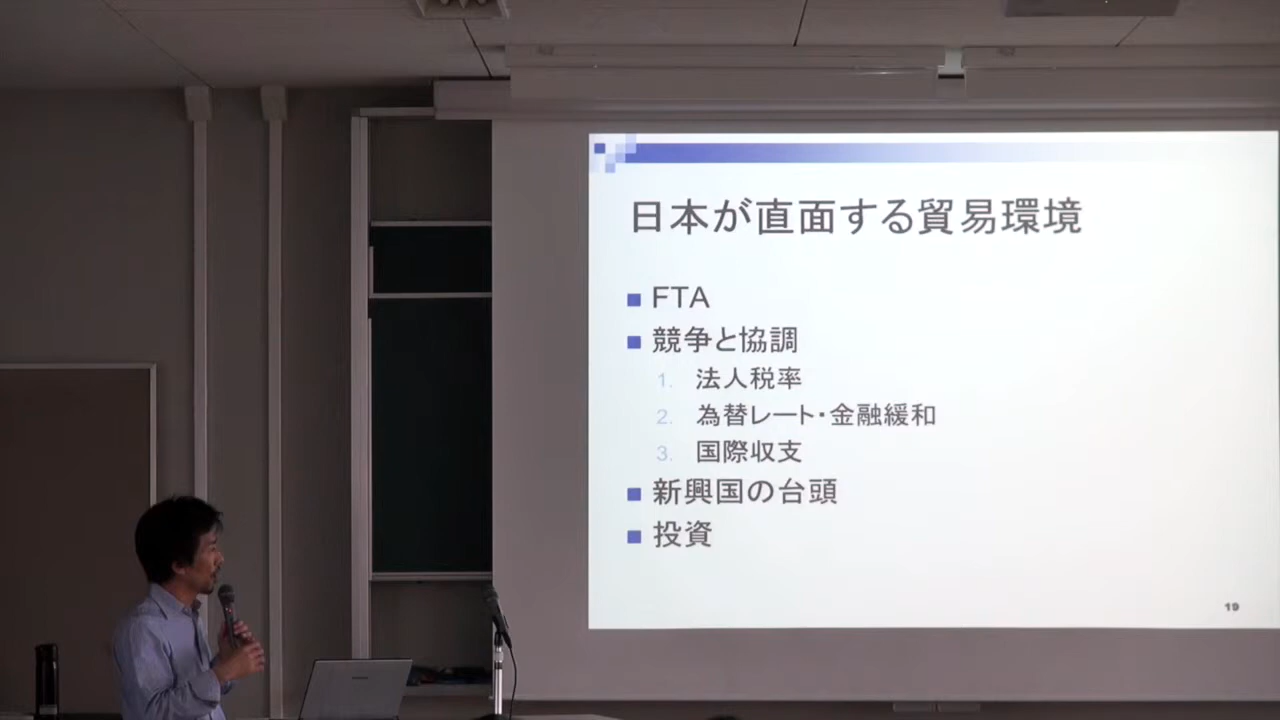 日本が直面する貿易環境
■ FTA
■ 競争と協調
1. 法人税率
2. 為替レート・金融緩和
3. 国際収支
■ 新興国の台頭
■ 投資
19